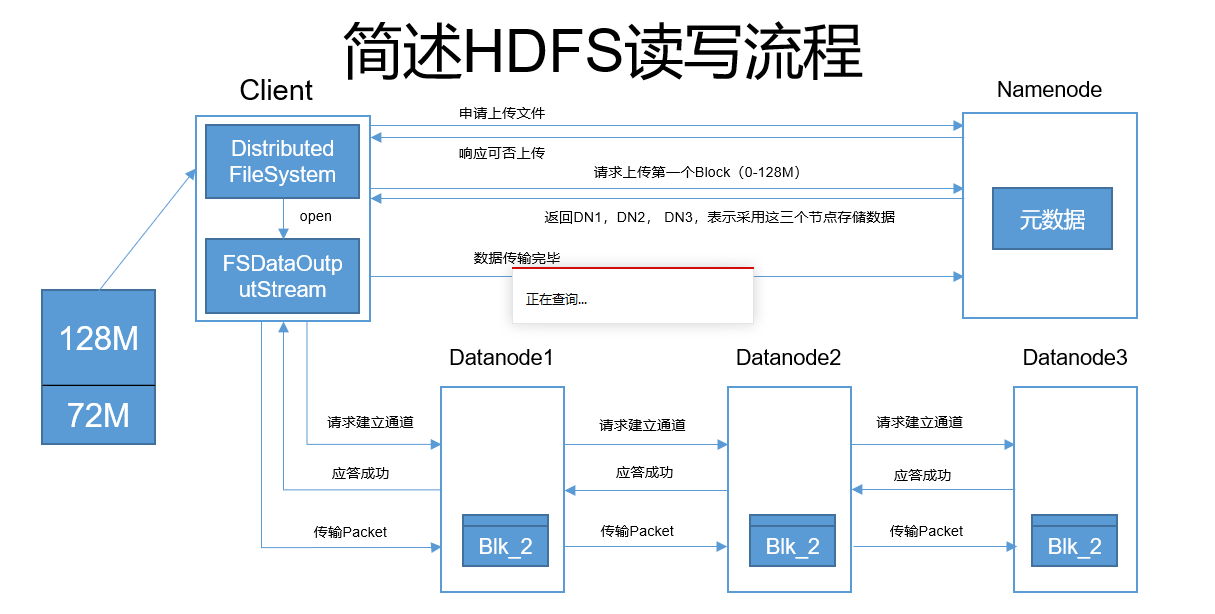 简述HDFS读写流程
Client
Namenode
申请上传文件
响应可否上传
Distributed
FileSystem
请求上传第一个Block（0-128M）
返回DN1，DN2， DN3，表示采用这三个节点存储数据
元数据
open
数据传输完毕
FSDataOutp
utStream
正在查询...
128M
72M
Datanode1
Datanode2
Datanode3
请求建立通道
请求建立通道
请求建立通道
应答成功
应答成功
应答成功
传输Packet
传输Packet
传输Packet
Blk_2
Blk_2
Blk_2